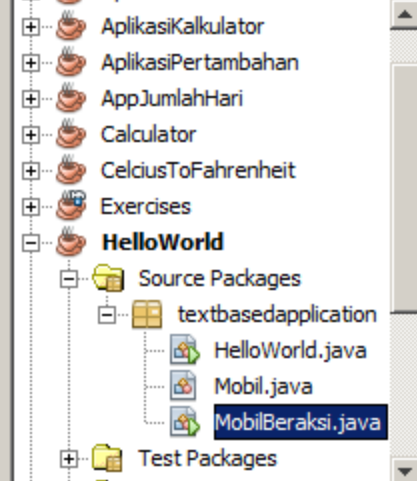 AplikasiKalkulator
AplikasiPertambahan
AppJumlahHari
Calculator
CelciusToFahrenheit
Exercises
HelloWorld
Source Packages
textbasedapplication
HelloWorld.java
Mobil.java
MobilBeraksi.java
Test Packages